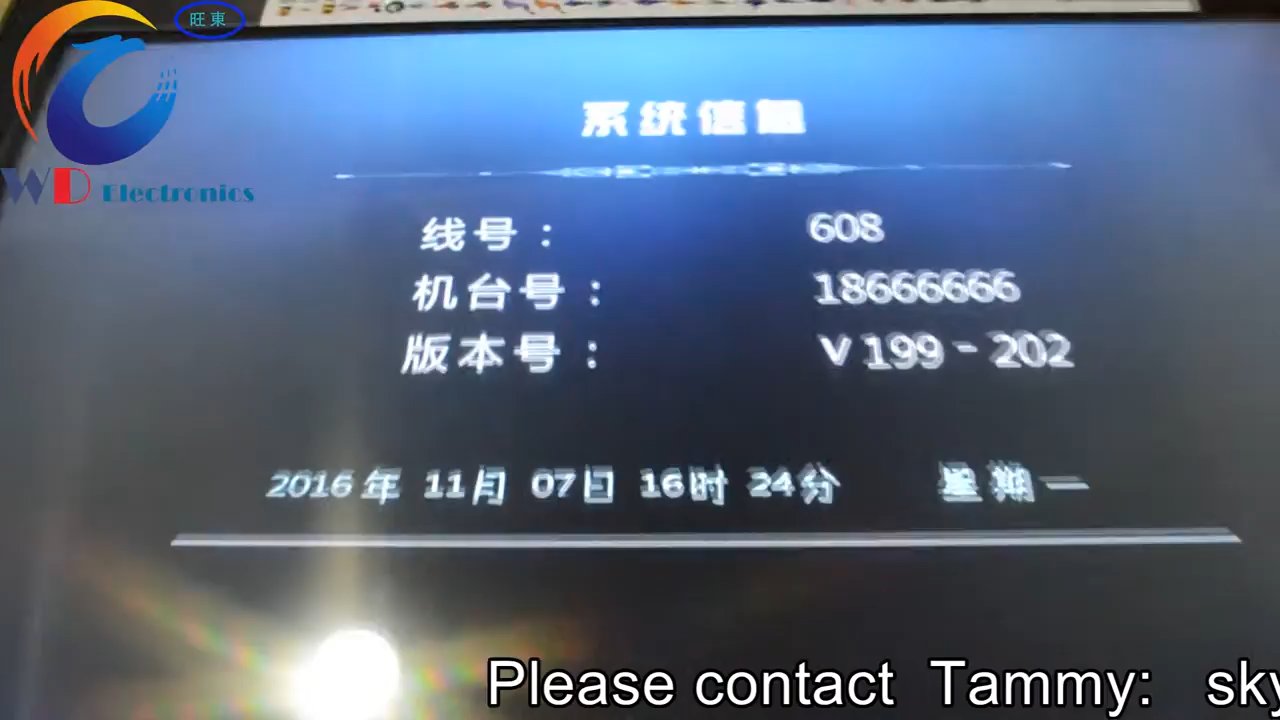 旺東
系统信息
WD Electronics
线号： 608
机台号： 18666666
版本号： V199-202
2016年 11月 07日 16时 24分 星期一
Please contact Tammy: sky